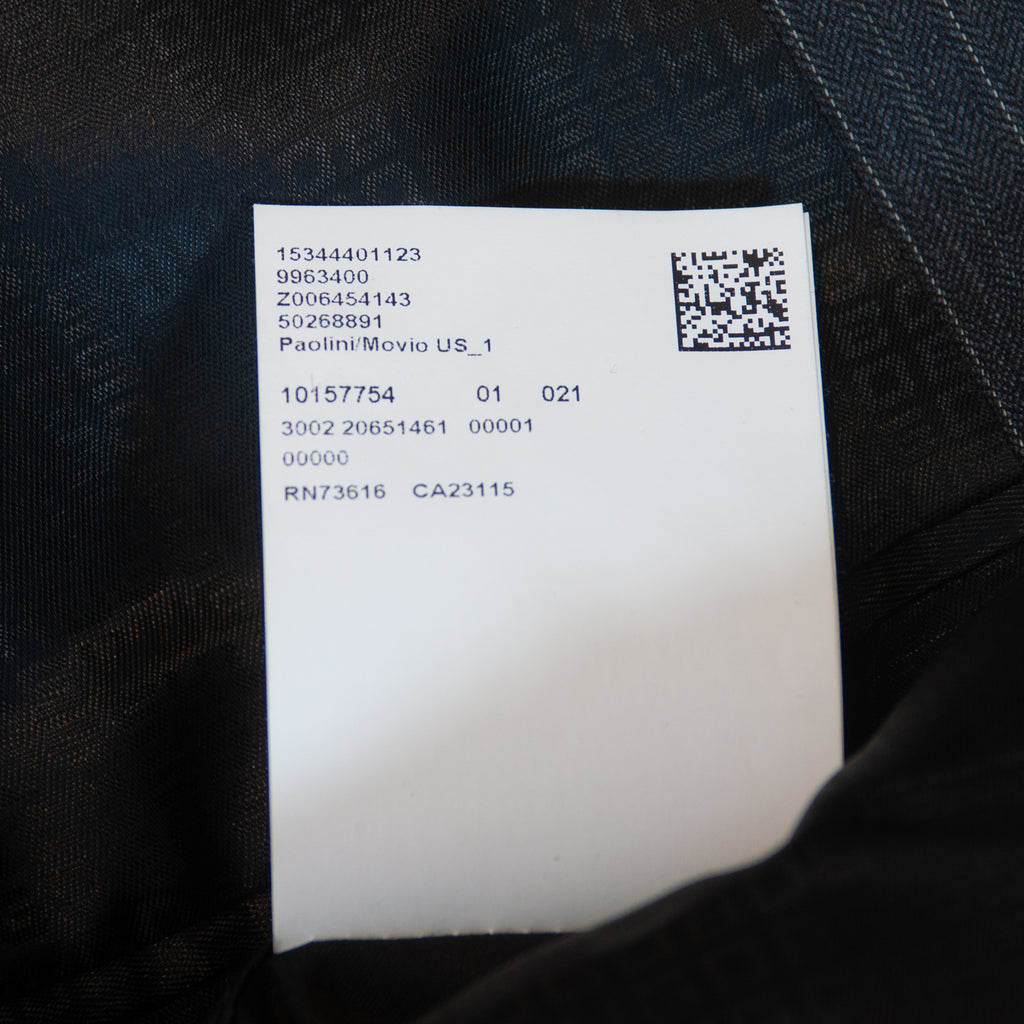 15344401123
9963400
Z006454143
50268891
Paolini/Movio US_1
10157754 01 021
3002 20651461 00001
00000
RN73616 CA23115